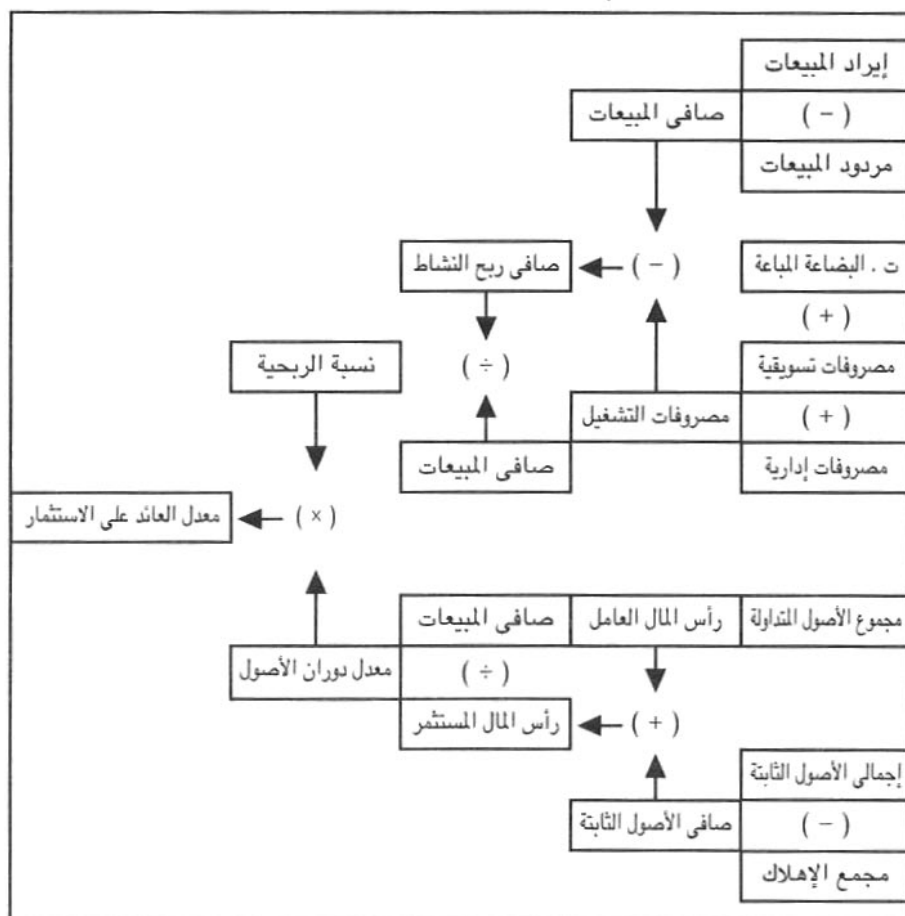 إيراد المبيعات
صافى المبيعات
( − )
مردود المبيعات
ت . البضاعة المباعة
( − )
صافى ربح النشاط
( + )
مصروفات تسويقية
( ÷ )
نسبة الربحية
( + )
مصروفات التشغيل
مصروفات إدارية
صافى المبيعات
( × )
معدل العائد على الاستثمار
مجموع الأصول المتداولة
رأس المال العامل
صافى المبيعات
( ÷ )
معدل دوران الأصول
( + )
رأس المال المستثمر
إجمالى الأصول الثابتة
( − )
صافى الأصول الثابتة
مجمع الإهلاك